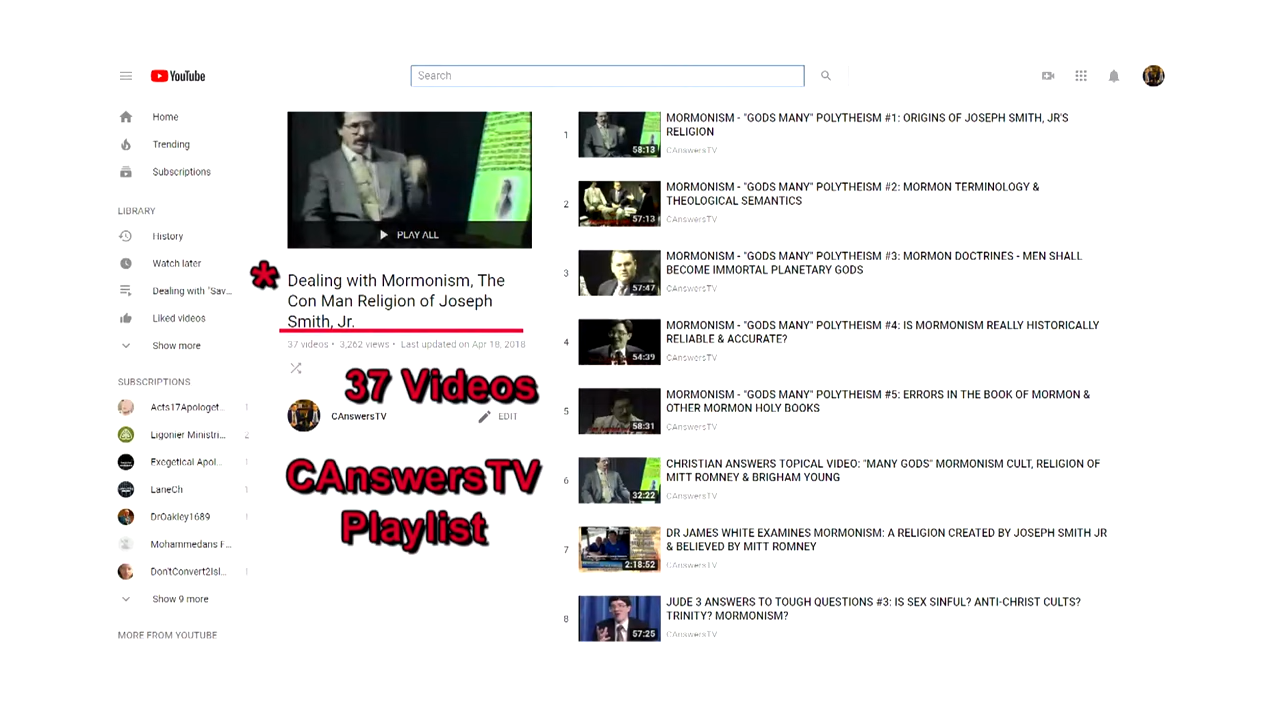 YouTube
Search
Home
Trending
Subscriptions
LIBRARY
History
Watch later
Dealing with "Sav...
Liked videos
Show more
SUBSCRIPTIONS
Acts17Apologet... 1
Ligonier Ministri... 2
Exegetical Apol... 1
LaneCh 1
DrOakley1689 1
Mohammedans F...
Don'tConvert2Isl... 1
Show 9 more
MORE FROM YOUTUBE
PLAY ALL
* Dealing with Mormonism, The
Con Man Religion of Joseph
Smith, Jr.
37 videos • 3,262 views • Last updated on Apr 18, 2018
37 Videos
CAnswersTV
EDIT
CAnswersTV
Playlist
1
58:13
MORMONISM - "GODS MANY" POLYTHEISM #1: ORIGINS OF JOSEPH SMITH, JR'S
RELIGION
CAnswersTV
2
57:13
MORMONISM - "GODS MANY" POLYTHEISM #2: MORMON TERMINOLOGY &
THEOLOGICAL SEMANTICS
CAnswersTV
3
57:47
MORMONISM - "GODS MANY" POLYTHEISM #3: MORMON DOCTRINES - MEN SHALL
BECOME IMMORTAL PLANETARY GODS
CAnswersTV
4
54:39
MORMONISM - "GODS MANY" POLYTHEISM #4: IS MORMONISM REALLY HISTORICALLY
RELIABLE & ACCURATE?
CAnswersTV
5
58:31
MORMONISM - "GODS MANY" POLYTHEISM #5: ERRORS IN THE BOOK OF MORMON &
OTHER MORMON HOLY BOOKS
CAnswersTV
6
32:22
CHRISTIAN ANSWERS TOPICAL VIDEO: "MANY GODS" MORMON CULT, RELIGION OF
MITT ROMNEY & BRIGHAM YOUNG
CAnswersTV
7
2:18:52
DR JAMES WHITE EXAMINES MORMONISM: A RELIGION CREATED BY JOSEPH SMITH JR
& BELIEVED BY MITT ROMNEY
CAnswersTV
8
57:25
JUDE 3 ANSWERS TO TOUGH QUESTIONS #3: IS SEX SINFUL? ANTI-CHRIST CULTS?
TRINITY? MORMONISM?
CAnswersTV